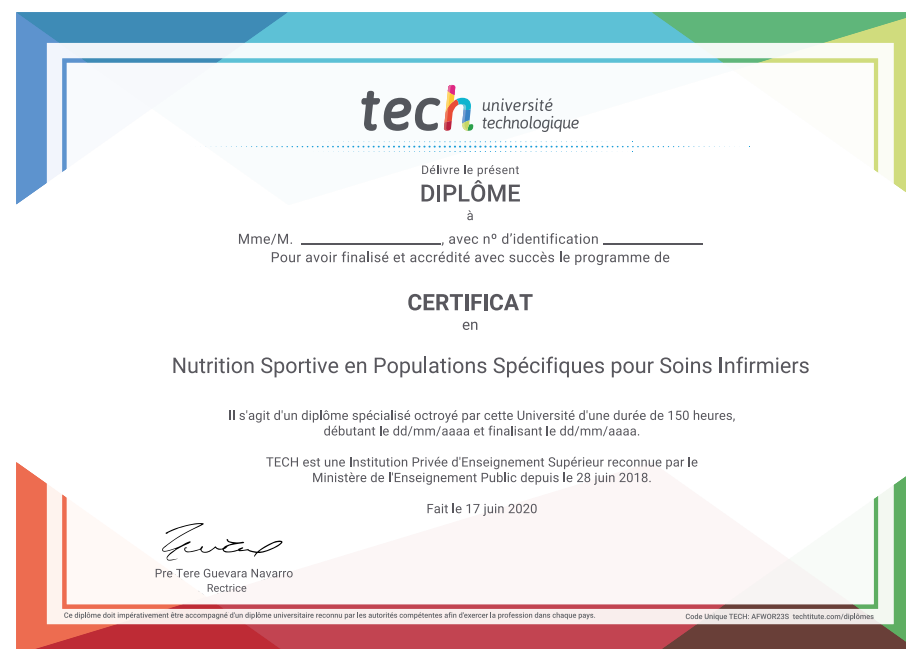 tech université
technologique
Délivre le présent
DIPLÔME
à
Mme/M. ____________________, avec nº d'identification ______________
Pour avoir finalisé et accrédité avec succès le programme de
CERTIFICAT
en
Nutrition Sportive en Populations Spécifiques pour Soins Infirmiers
Il s'agit d'un diplôme spécialisé octroyé par cette Université d'une durée de 150 heures,
débutant le dd/mm/aaaa et finalisant le dd/mm/aaaa.
TECH est une Institution Privée d'Enseignement Supérieur reconnue par le
Ministère de l'Enseignement Public depuis le 28 juin 2018.
Fait le 17 juin 2020
Pre Tere Guevara Navarro
Rectrice
Ce diplôme doit impérativement être accompagné d'un diplôme universitaire reconnu par les autorités compétentes afin d'exercer la profession dans chaque pays.
Code Unique TECH: AFWOR23S techtitute.com/diplômes